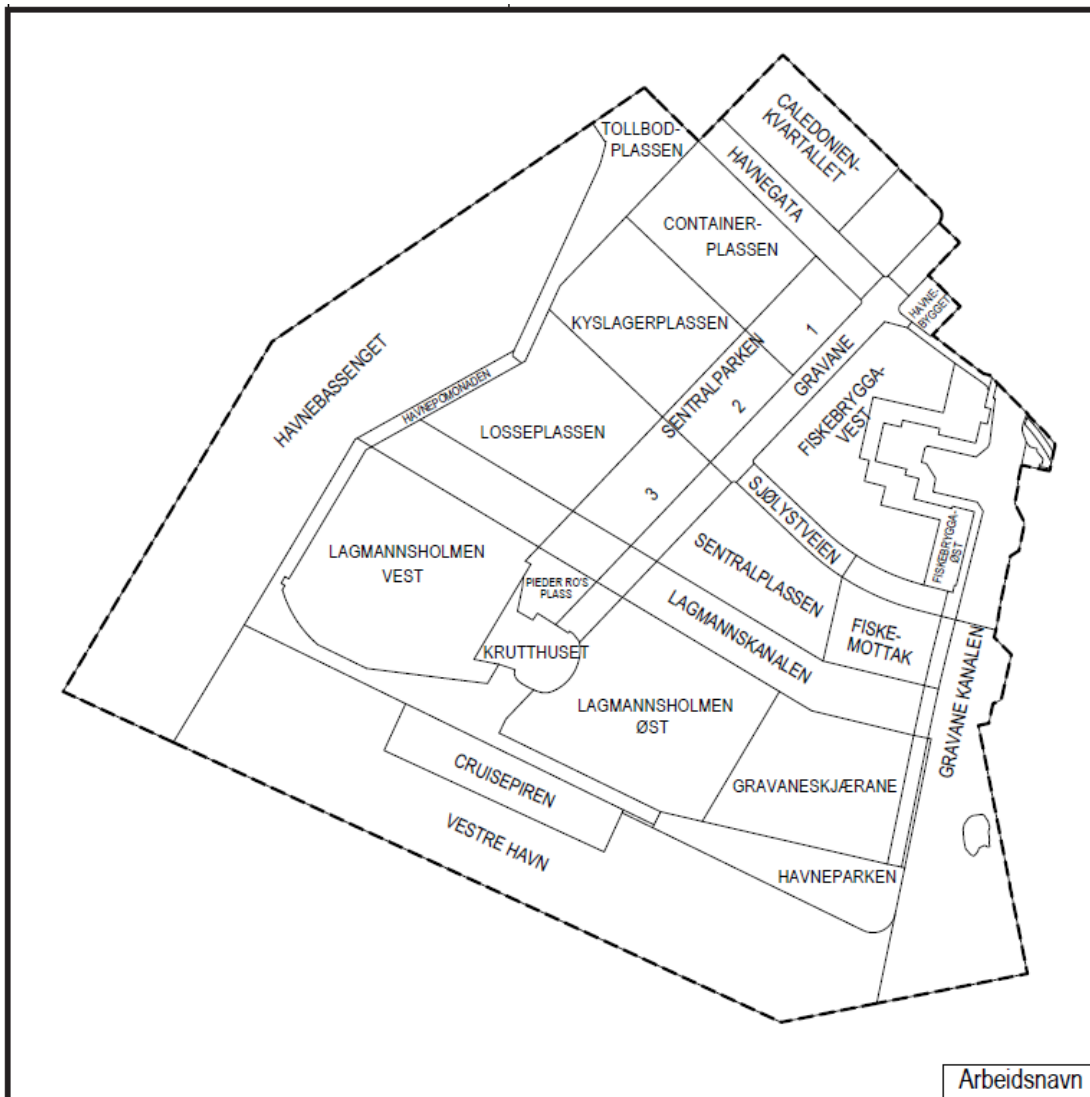 CALEDONIEN-
KVARTALLET
TOLLBOD-
PLASSEN
HAVNEGATA
CONTAINER-
PLASSEN
HAVNE-
BYGGET
KYSLAGERPLASSEN
1
GRAVANE
HAVNEBASSENGET
SENTRALPARKEN
2
FISKEBRYGGA-
VEST
HAVNEPOMONADEN
LOSSEPLASSEN
3
SJØLYSTVEIEN
FISKEBRYGGA-
ØST
LAGMANNSHOLMEN
VEST
SENTRALPLASSEN
PIEDER RO'S
PLASS
LAGMANNSKANALEN
FISKE-
MOTTAK
KRUTTHUSET
GRAVANE KANALEN
LAGMANNSHOLMEN
ØST
CRUISEPIREN
GRAVANESKJÆRANE
VESTRE HAVN
HAVNEPARKEN
Arbeidsnavn